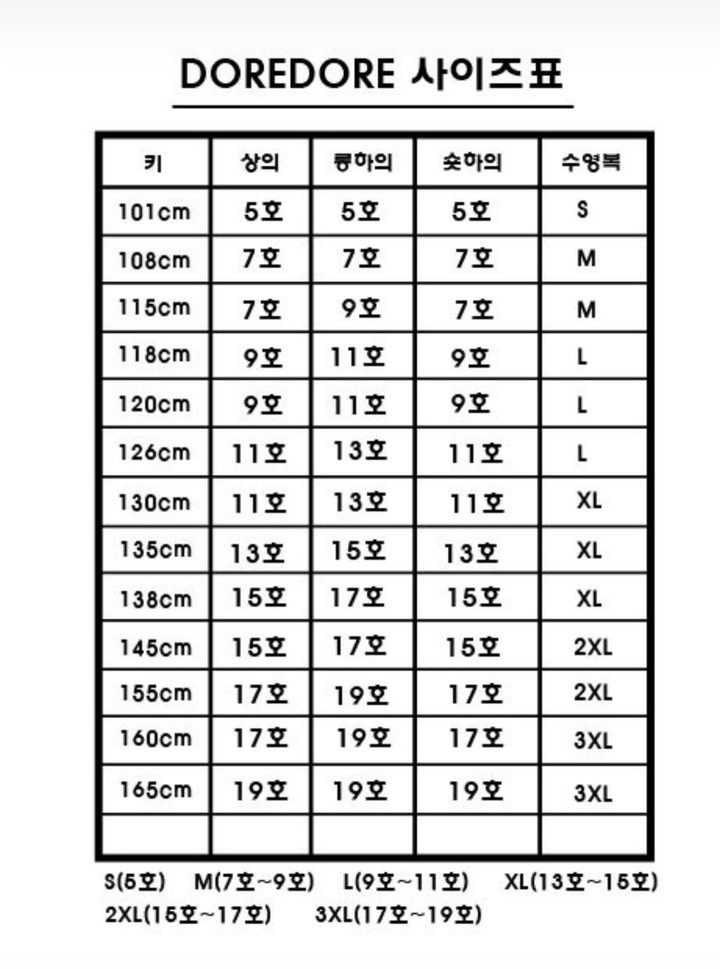 DOREDORE 사이즈표
키 상의 롱하의 숏하의 수영복
101cm 5호 5호 5호 S
108cm 7호 7호 7호 M
115cm 7호 9호 7호 M
118cm 9호 11호 9호 L
120cm 9호 11호 9호 L
126cm 11호 13호 11호 L
130cm 11호 13호 11호 XL
135cm 13호 15호 13호 XL
138cm 15호 17호 15호 XL
145cm 15호 17호 15호 2XL
155cm 17호 19호 17호 2XL
160cm 17호 19호 17호 3XL
165cm 19호 19호 19호 3XL
S(5호) M(7호~9호) L(9호~11호) XL(13호~15호)
2XL(15호~17호) 3XL(17호~19호)